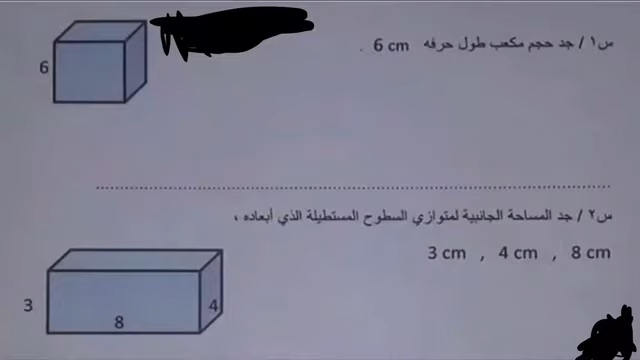 س١ / جد حجم مكعب طول حرفه 6 cm .
6
س٢ / جد المساحة الجانبية لمتوازي السطوح المستطيلة الذي أبعاده ،
3 cm , 4 cm , 8 cm
3
4
8